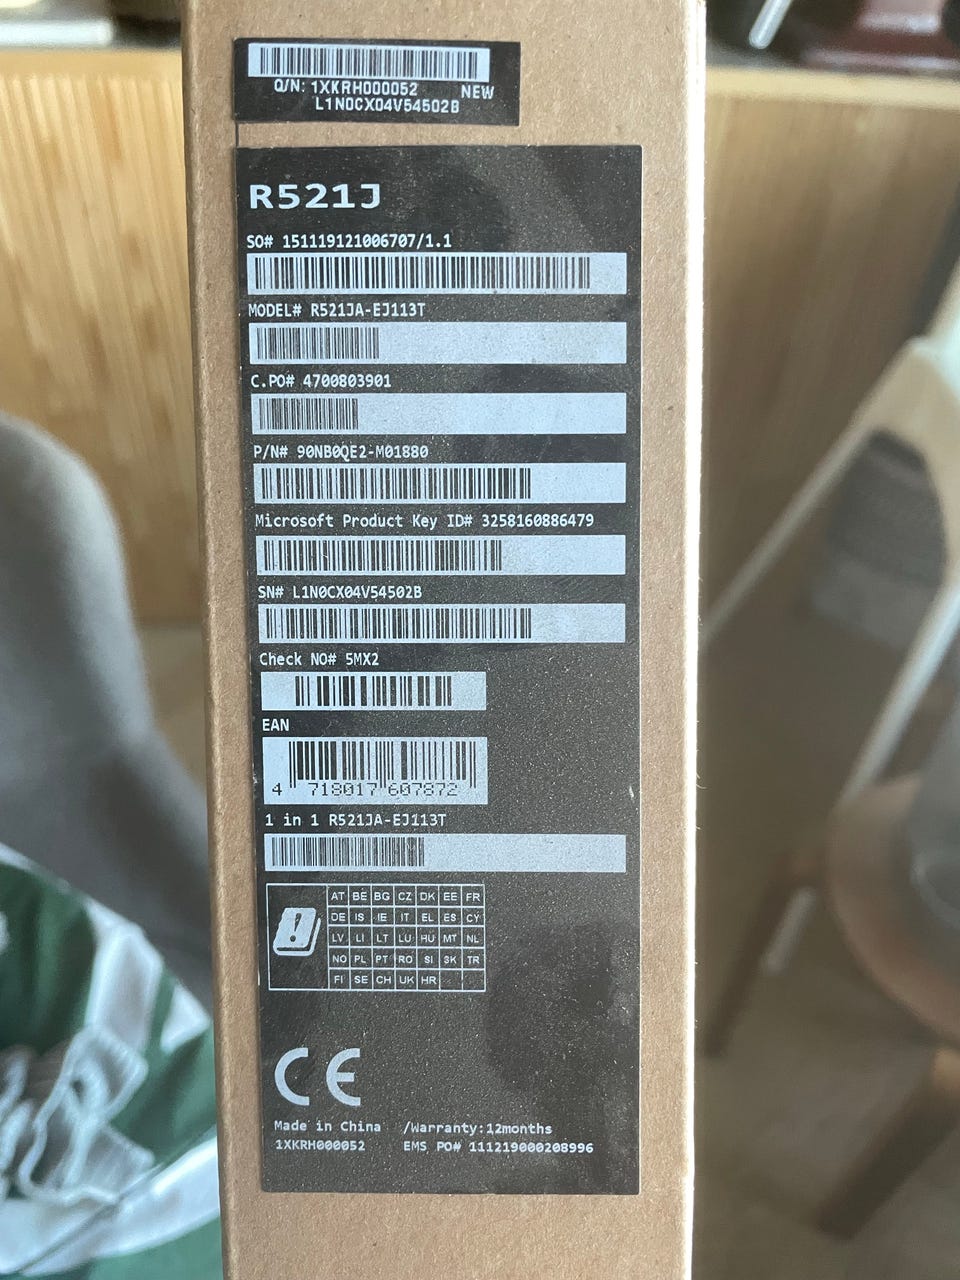 Q/N: 1XKRH000052 NEW
L1N0CX04V54502B
R521J
SO# 151119121006707/1.1
MODEL# R521JA-EJ113T
C.PO# 4700803901
P/N# 90NB0QE2-M01880
Microsoft Product Key ID# 3258160886479
SN# L1N0CX04V54502B
Check NO# 5MX2
EAN
4 718017 607872
1 in 1 R521JA-EJ113T
! AT BE BG CZ DK EE FR
DE IS IE IT EL ES CY
LV LI LT LU HU MT NL
NO PL PT RO SI SK TR
FI SE CH UK HR
CE
Made in China /Warranty:12months
1XKRH000052 EMS PO# 111219000208996